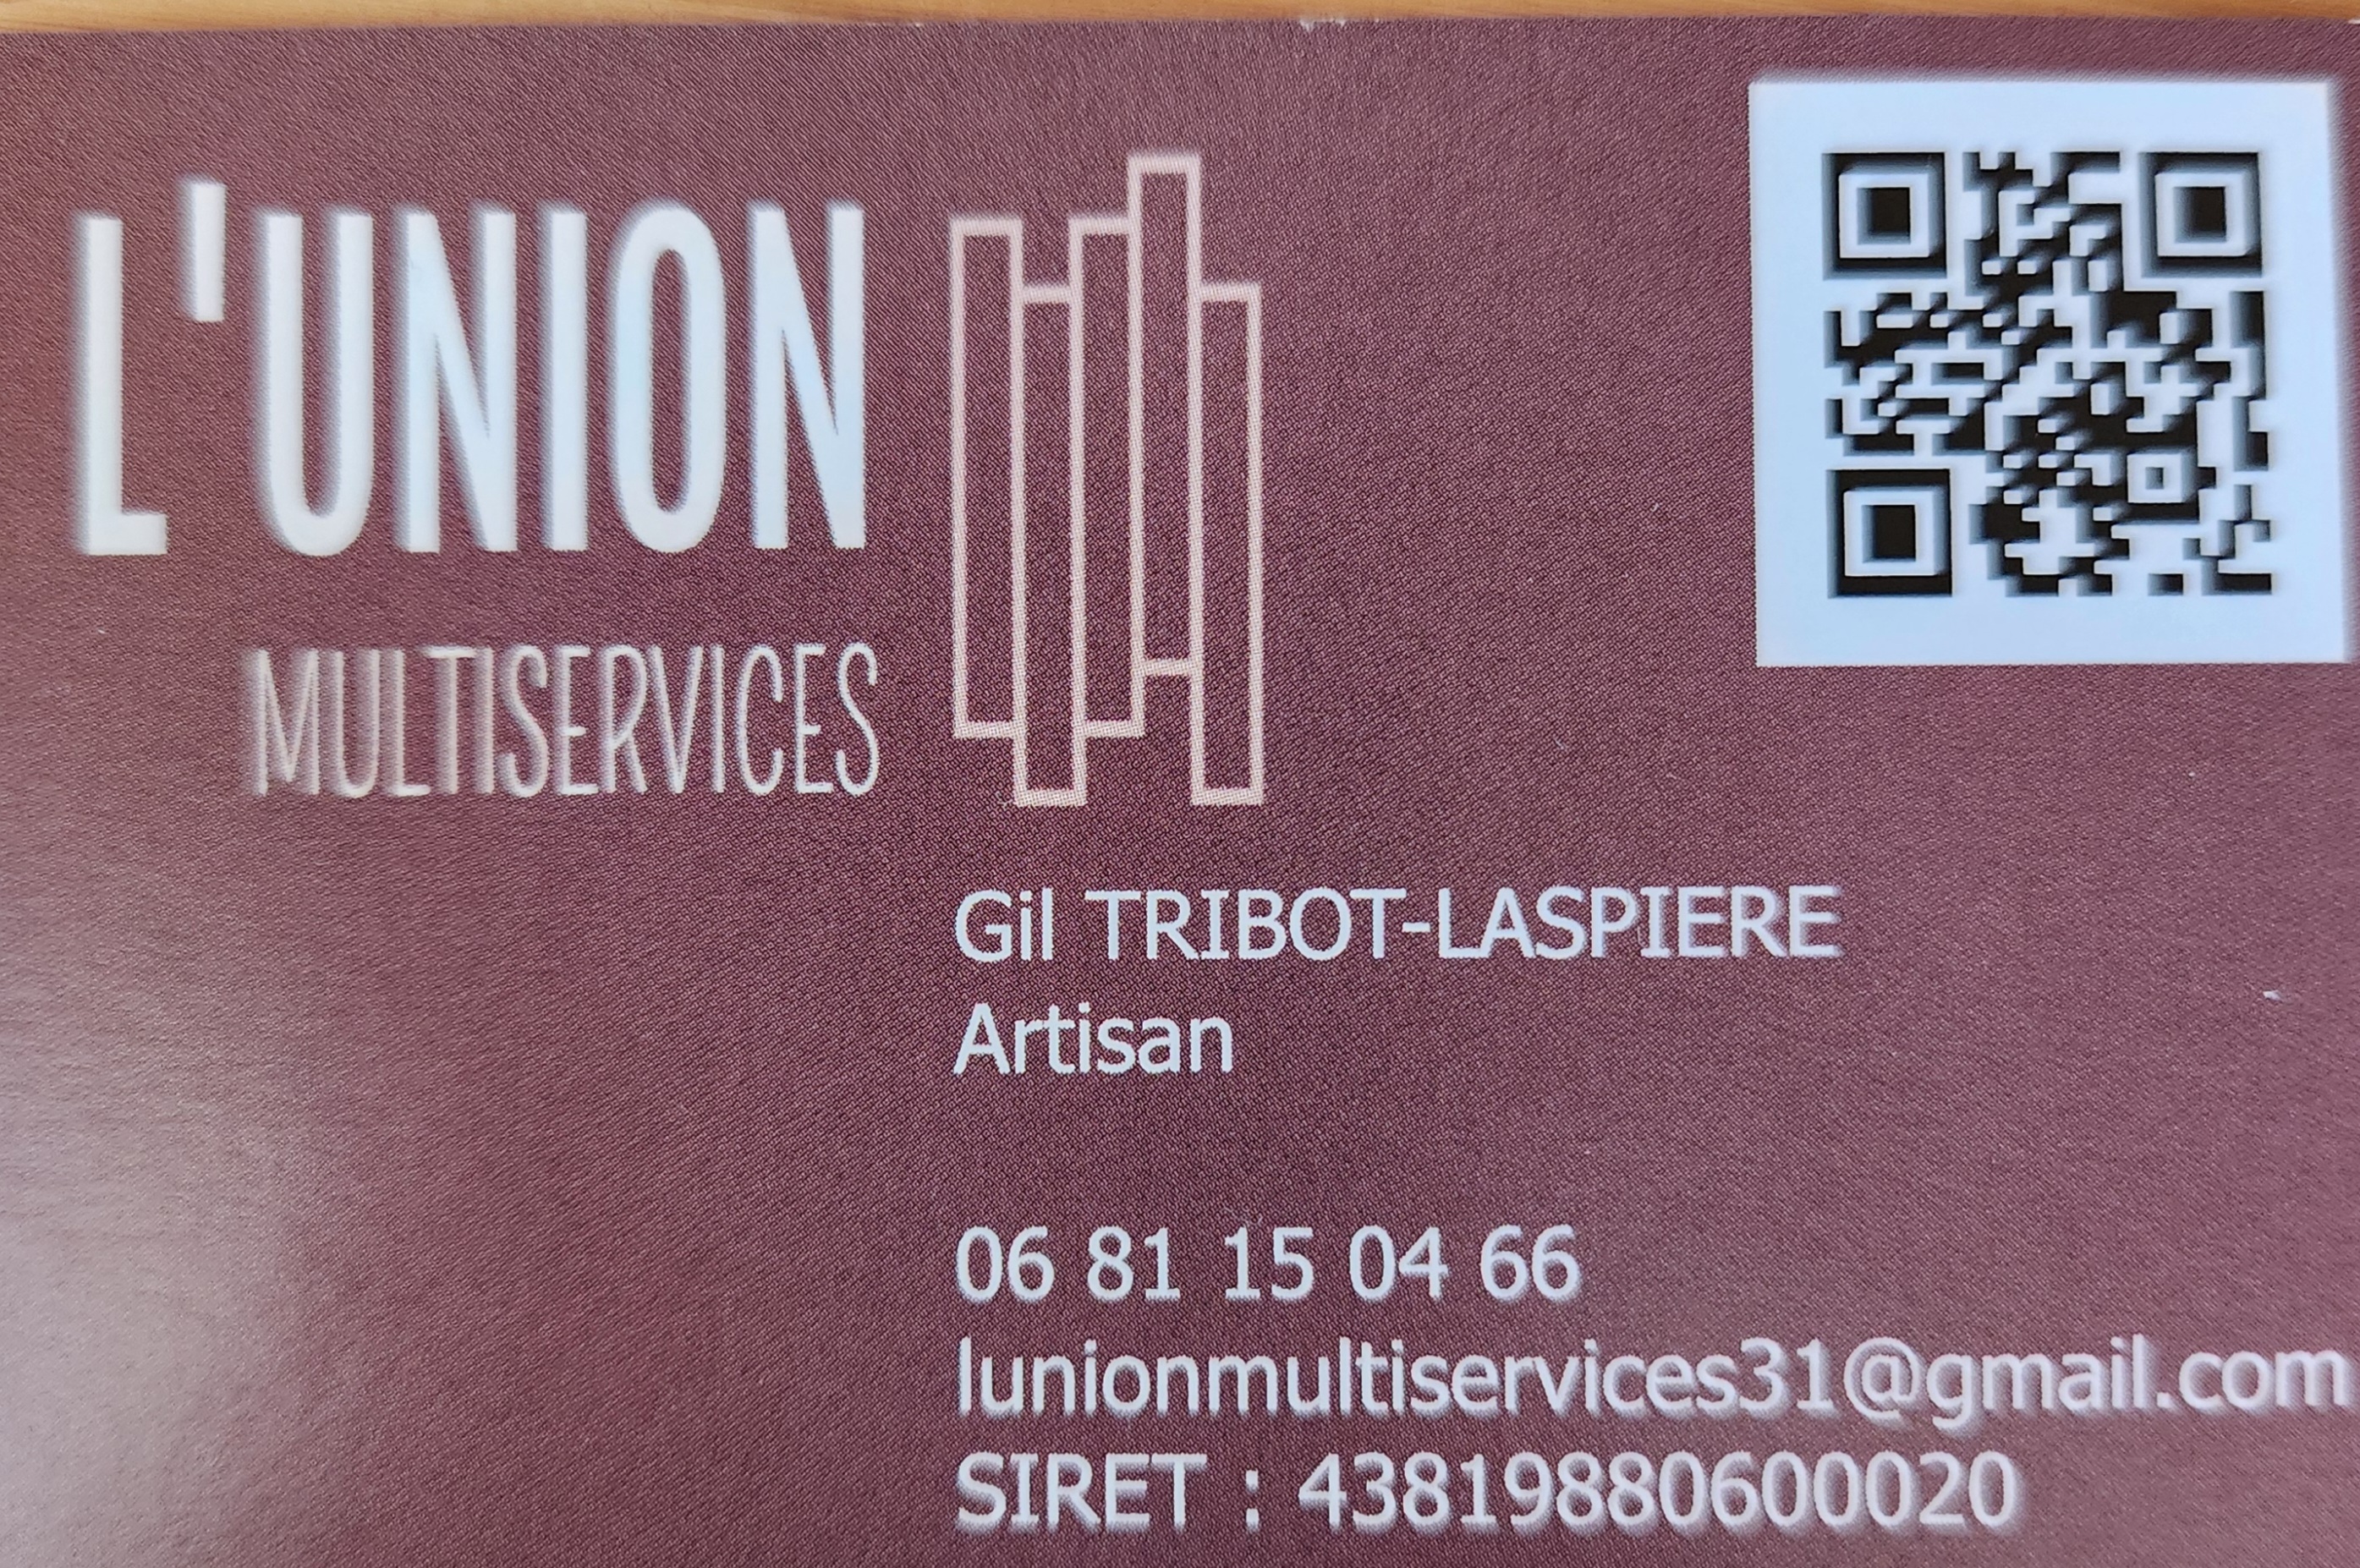 L'UNION
MULTISERVICES
Gil TRIBOT-LASPIERE
Artisan
06 81 15 04 66
lunionmultiservices31@gmail.com
SIRET : 43819880600020